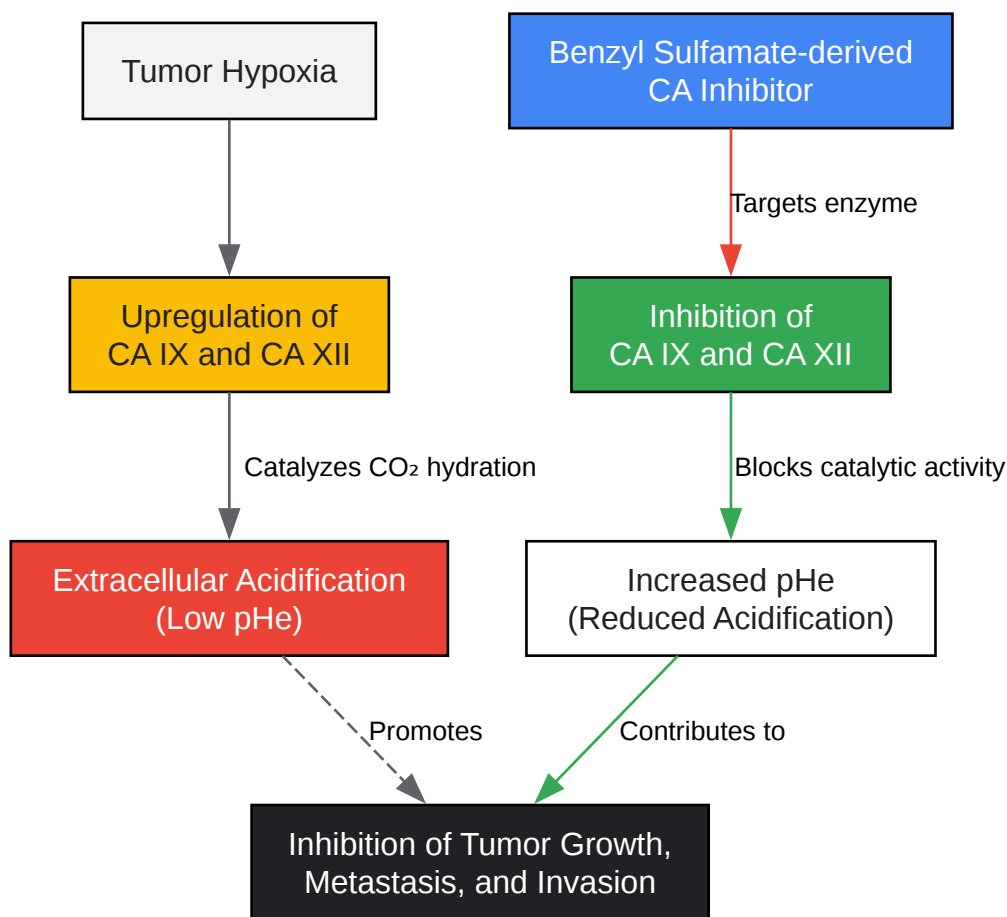 Tumor Hypoxia
Benzyl Sulfamate-derived
CA Inhibitor
Targets enzyme
Upregulation of
CA IX and CA XII
Inhibition of
CA IX and CA XII
Catalyzes CO₂ hydration
Blocks catalytic activity
Extracellular Acidification
(Low pHe)
Increased pHe
(Reduced Acidification)
Promotes
Contributes to
Inhibition of Tumor Growth,
Metastasis, and Invasion